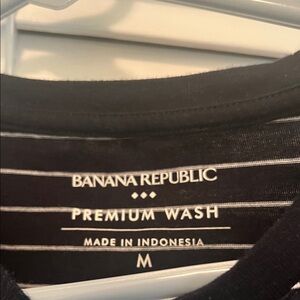 BANANA REPUBLIC
PREMIUM WASH
MADE IN INDONESIA
M